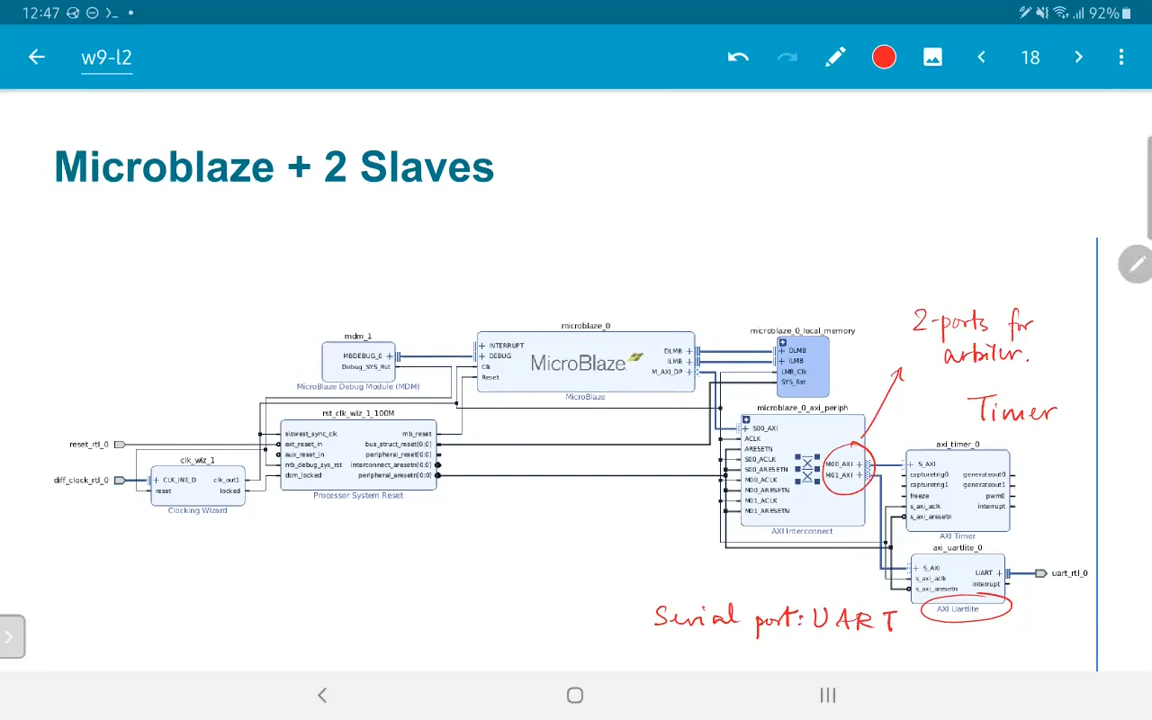 12:47
92%
w9-l2
18
Microblaze + 2 Slaves
2-ports for
arbiter.
Timer
mdm_1
MBDEBUG_0
Debug_SYS_Rst
MicroBlaze Debug Module (MDM)
microblaze_0
INTERRUPT
DEBUG
Clk
Reset
MicroBlaze
DLMB
ILMB
M_AXI_DP
MicroBlaze
microblaze_0_local_memory
DLMB
ILMB
LMB_Clk
SYS_Rst
rst_clk_wiz_1_100M
slowest_sync_clk
ext_reset_in
aux_reset_in
mb_debug_sys_rst
dcm_locked
mb_reset
bus_struct_reset[0:0]
peripheral_reset[0:0]
interconnect_aresetn[0:0]
peripheral_aresetn[0:0]
Processor System Reset
reset_rtl_0
diff_clock_rtl_0
clk_wiz_1
CLK_IN1_D
reset
clk_out1
locked
Clocking Wizard
microblaze_0_axi_periph
S00_AXI
ACLK
ARESETN
S00_ACLK
S00_ARESETN
M00_ACLK
M00_ARESETN
M01_ACLK
M01_ARESETN
M00_AXI
M01_AXI
AXI Interconnect
axi_timer_0
S_AXI
capturetrig0
capturetrig1
freeze
s_axi_aclk
s_axi_aresetn
generateout0
generateout1
pwm0
interrupt
AXI Timer
axi_uartlite_0
S_AXI
s_axi_aclk
s_axi_aresetn
UART
interrupt
AXI Uartlite
uart_rtl_0
Serial port: UART